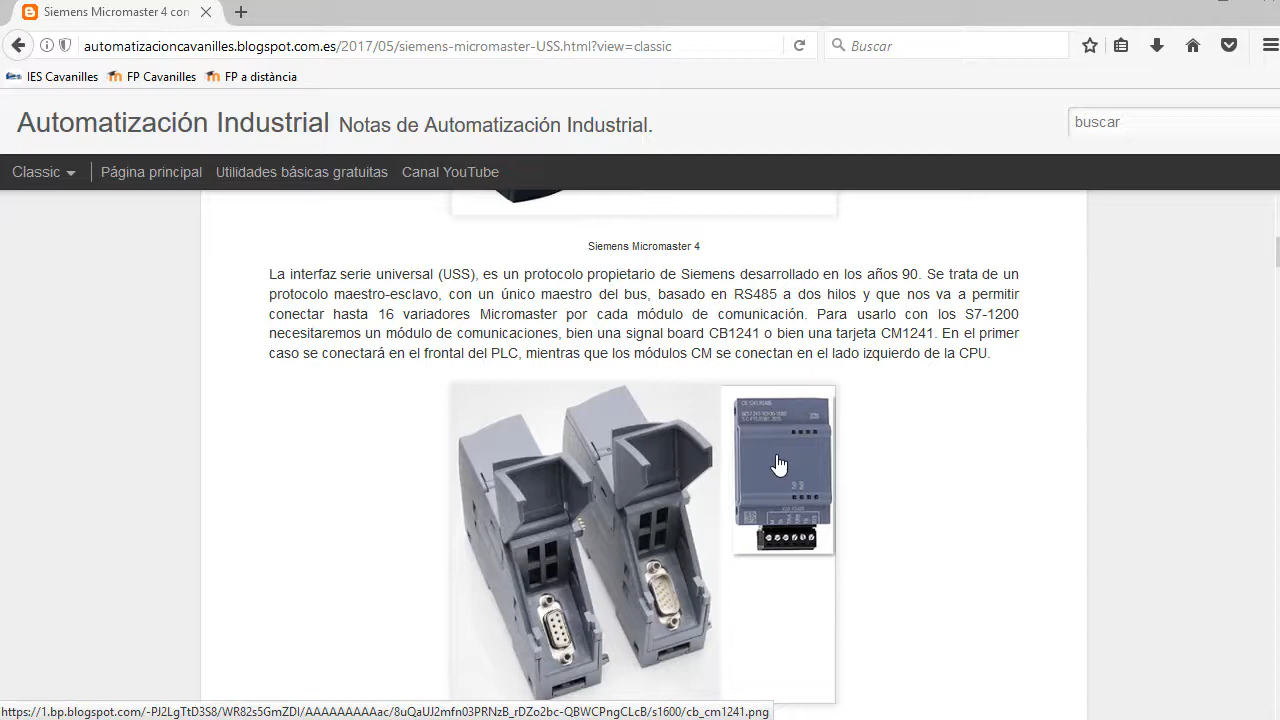 Siemens Micromaster 4 con
automatizacioncavanilles.blogspot.com.es/2017/05/siemens-micromaster-USS.html?view=classic
Buscar
IES Cavanilles FP Cavanilles FP a distància
Automatización Industrial Notas de Automatización Industrial.
buscar
Classic Página principal Utilidades básicas gratuitas Canal YouTube
Siemens Micromaster 4
La interfaz serie universal (USS), es un protocolo propietario de Siemens desarrollado en los años 90. Se trata de un
protocolo maestro-esclavo, con un único maestro del bus, basado en RS485 a dos hilos y que nos va a permitir
conectar hasta 16 variadores Micromaster por cada módulo de comunicación. Para usarlo con los S7-1200
necesitaremos un módulo de comunicaciones, bien una signal board CB1241 o bien una tarjeta CM1241. En el primer
caso se conectará en el frontal del PLC, mientras que los módulos CM se conectan en el lado izquierdo de la CPU.
CB 1241 RS485
https://1.bp.blogspot.com/-PJ2LgTtD3S8/WR82s5GmZDI/AAAAAAAAAac/8uQaUJ2mfn03PRNzB_rDZo2bc-QBWCPngCLcB/s1600/cb_cm1241.png